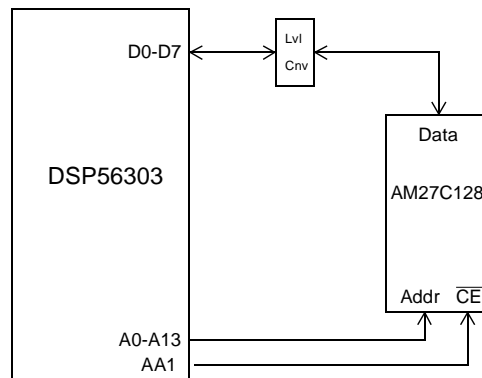 Lvl
D0-D7
Cnv
Data
DSP56303
AM27C128
Addr CE
A0-A13
AA1